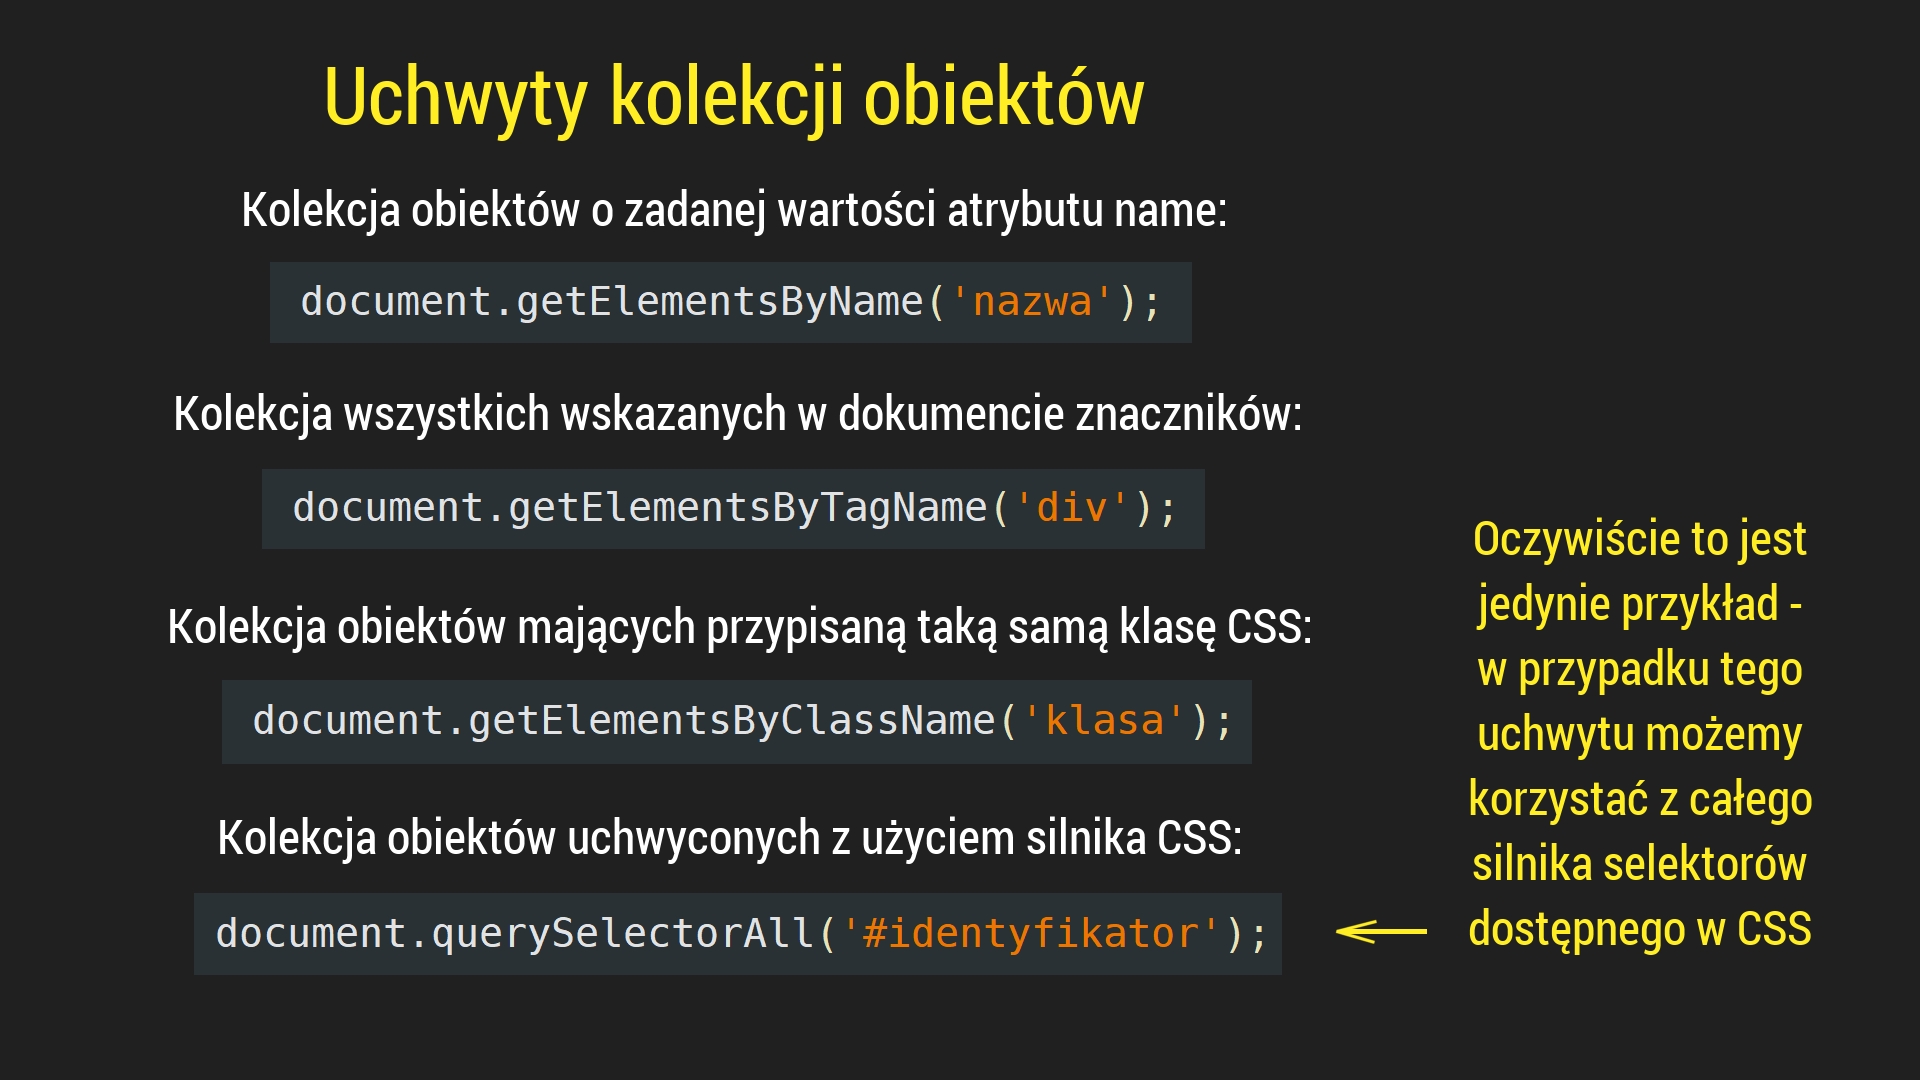 Uchwyty kolekcji obiektów
Kolekcja obiektów o zadanej wartości atrybutu name:
document.getElementsByName('nazwa');
Kolekcja wszystkich wskazanych w dokumencie znaczników:
document.getElementsByTagName('div');
Kolekcja obiektów mających przypisaną taką samą klasę CSS:
document.getElementsByClassName('klasa');
Kolekcja obiektów uchwyconych z użyciem silnika CSS:
document.querySelectorAll('#identyfikator');
Oczywiście to jest
jedynie przykład -
w przypadku tego
uchwytu możemy
korzystać z całego
silnika selektorów
dostępnego w CSS